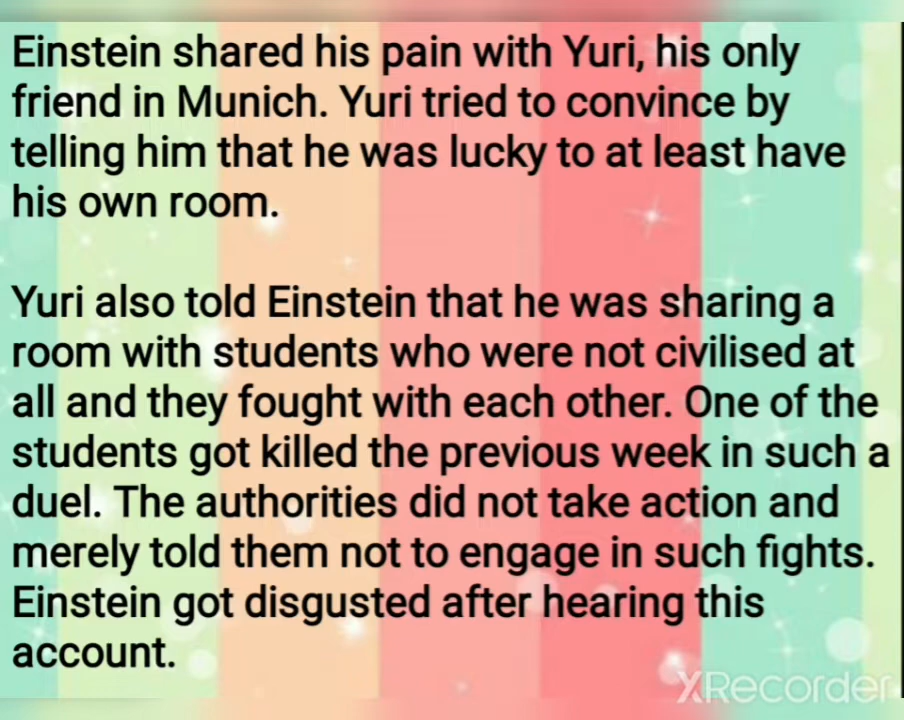 Einstein shared his pain with Yuri, his only
friend in Munich. Yuri tried to convince by
telling him that he was lucky to at least have
his own room.
Yuri also told Einstein that he was sharing a
room with students who were not civilised at
all and they fought with each other. One of the
students got killed the previous week in such a
duel. The authorities did not take action and
merely told them not to engage in such fights.
Einstein got disgusted after hearing this
account.
XRecorder